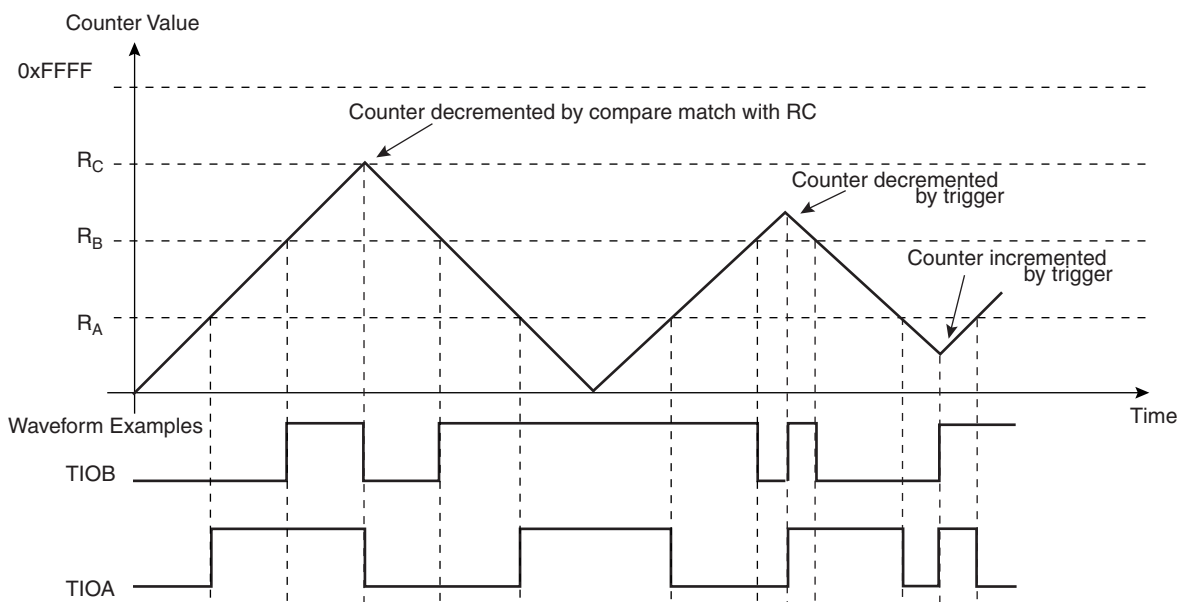 Counter Value
0xFFFF
Counter decremented by compare match with RC
RC
Counter decremented
by trigger
RB
Counter incremented
by trigger
RA
Time
Waveform Examples
TIOB
TIOA